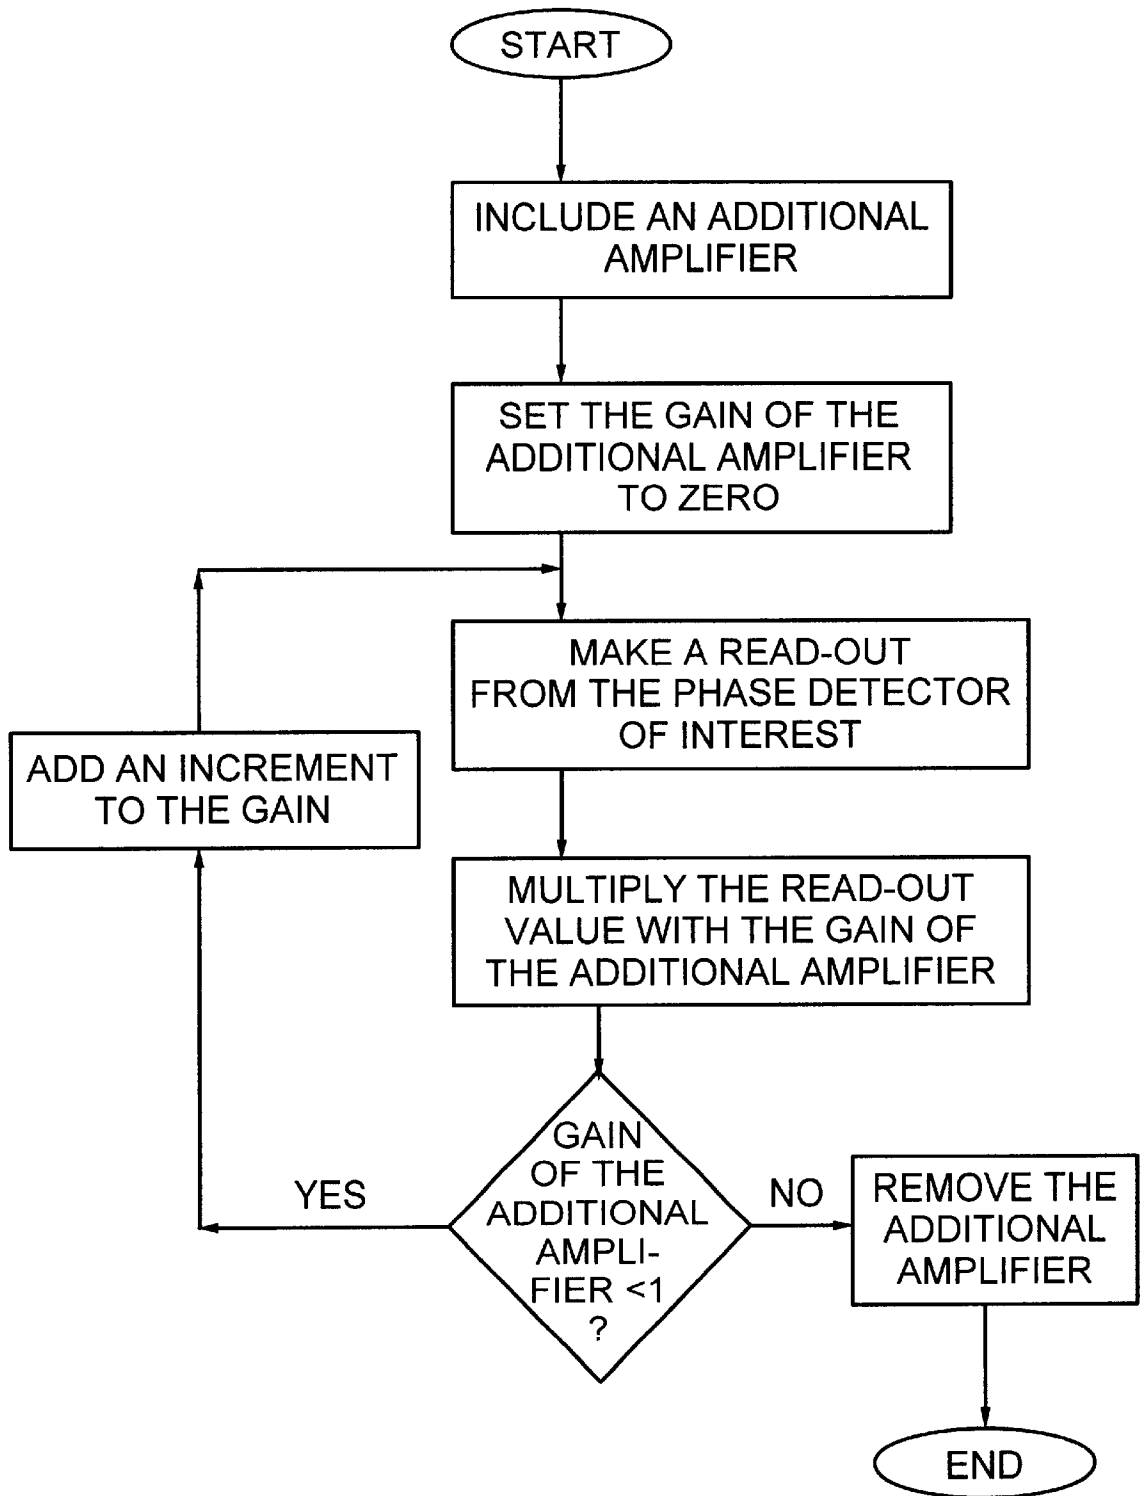 START
INCLUDE AN ADDITIONAL
AMPLIFIER
SET THE GAIN OF THE
ADDITIONAL AMPLIFIER
TO ZERO
MAKE A READ-OUT
FROM THE PHASE DETECTOR
OF INTEREST
ADD AN INCREMENT
TO THE GAIN
MULTIPLY THE READ-OUT
VALUE WITH THE GAIN OF
THE ADDITIONAL AMPLIFIER
GAIN
OF THE
ADDITIONAL
AMPLI-
FIER <1
?
YES
NO
REMOVE THE
ADDITIONAL
AMPLIFIER
END